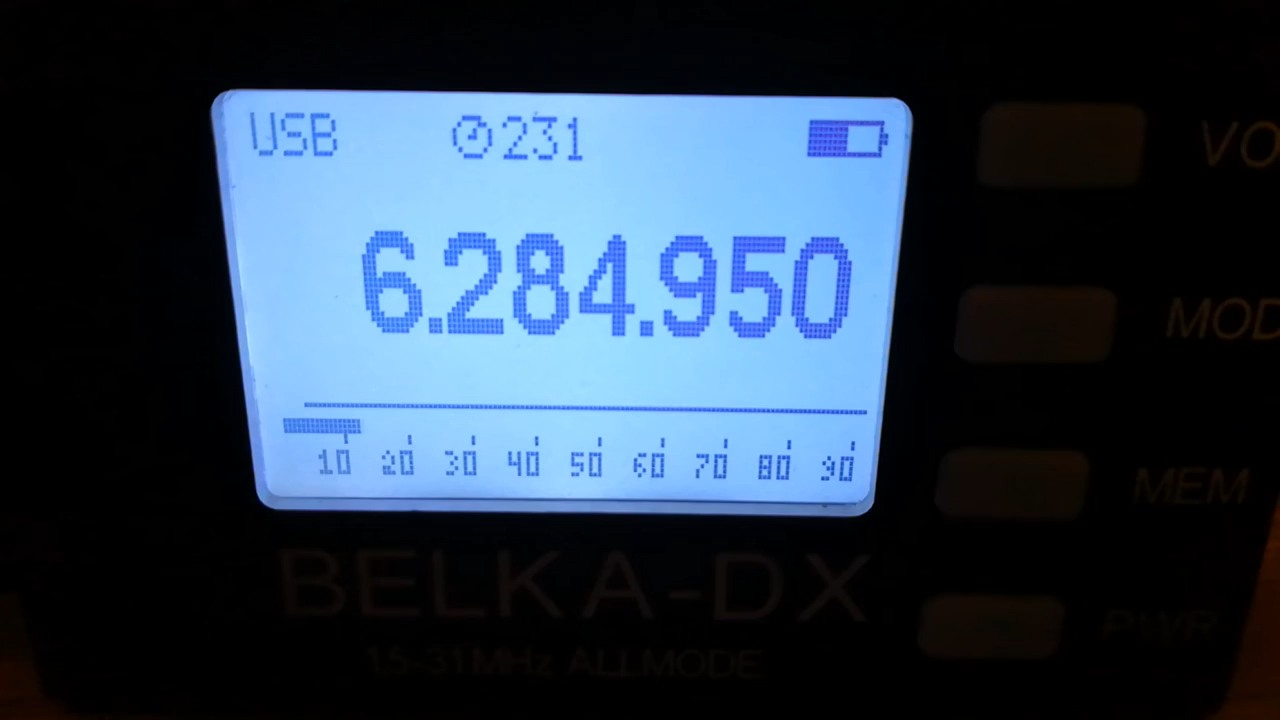 USB 231
6.284.950
10 20 30 40 50 60 70 80 90
BELKA-DX
1.5-31MHz ALLMODE
VO
MOD
MEM
PWR